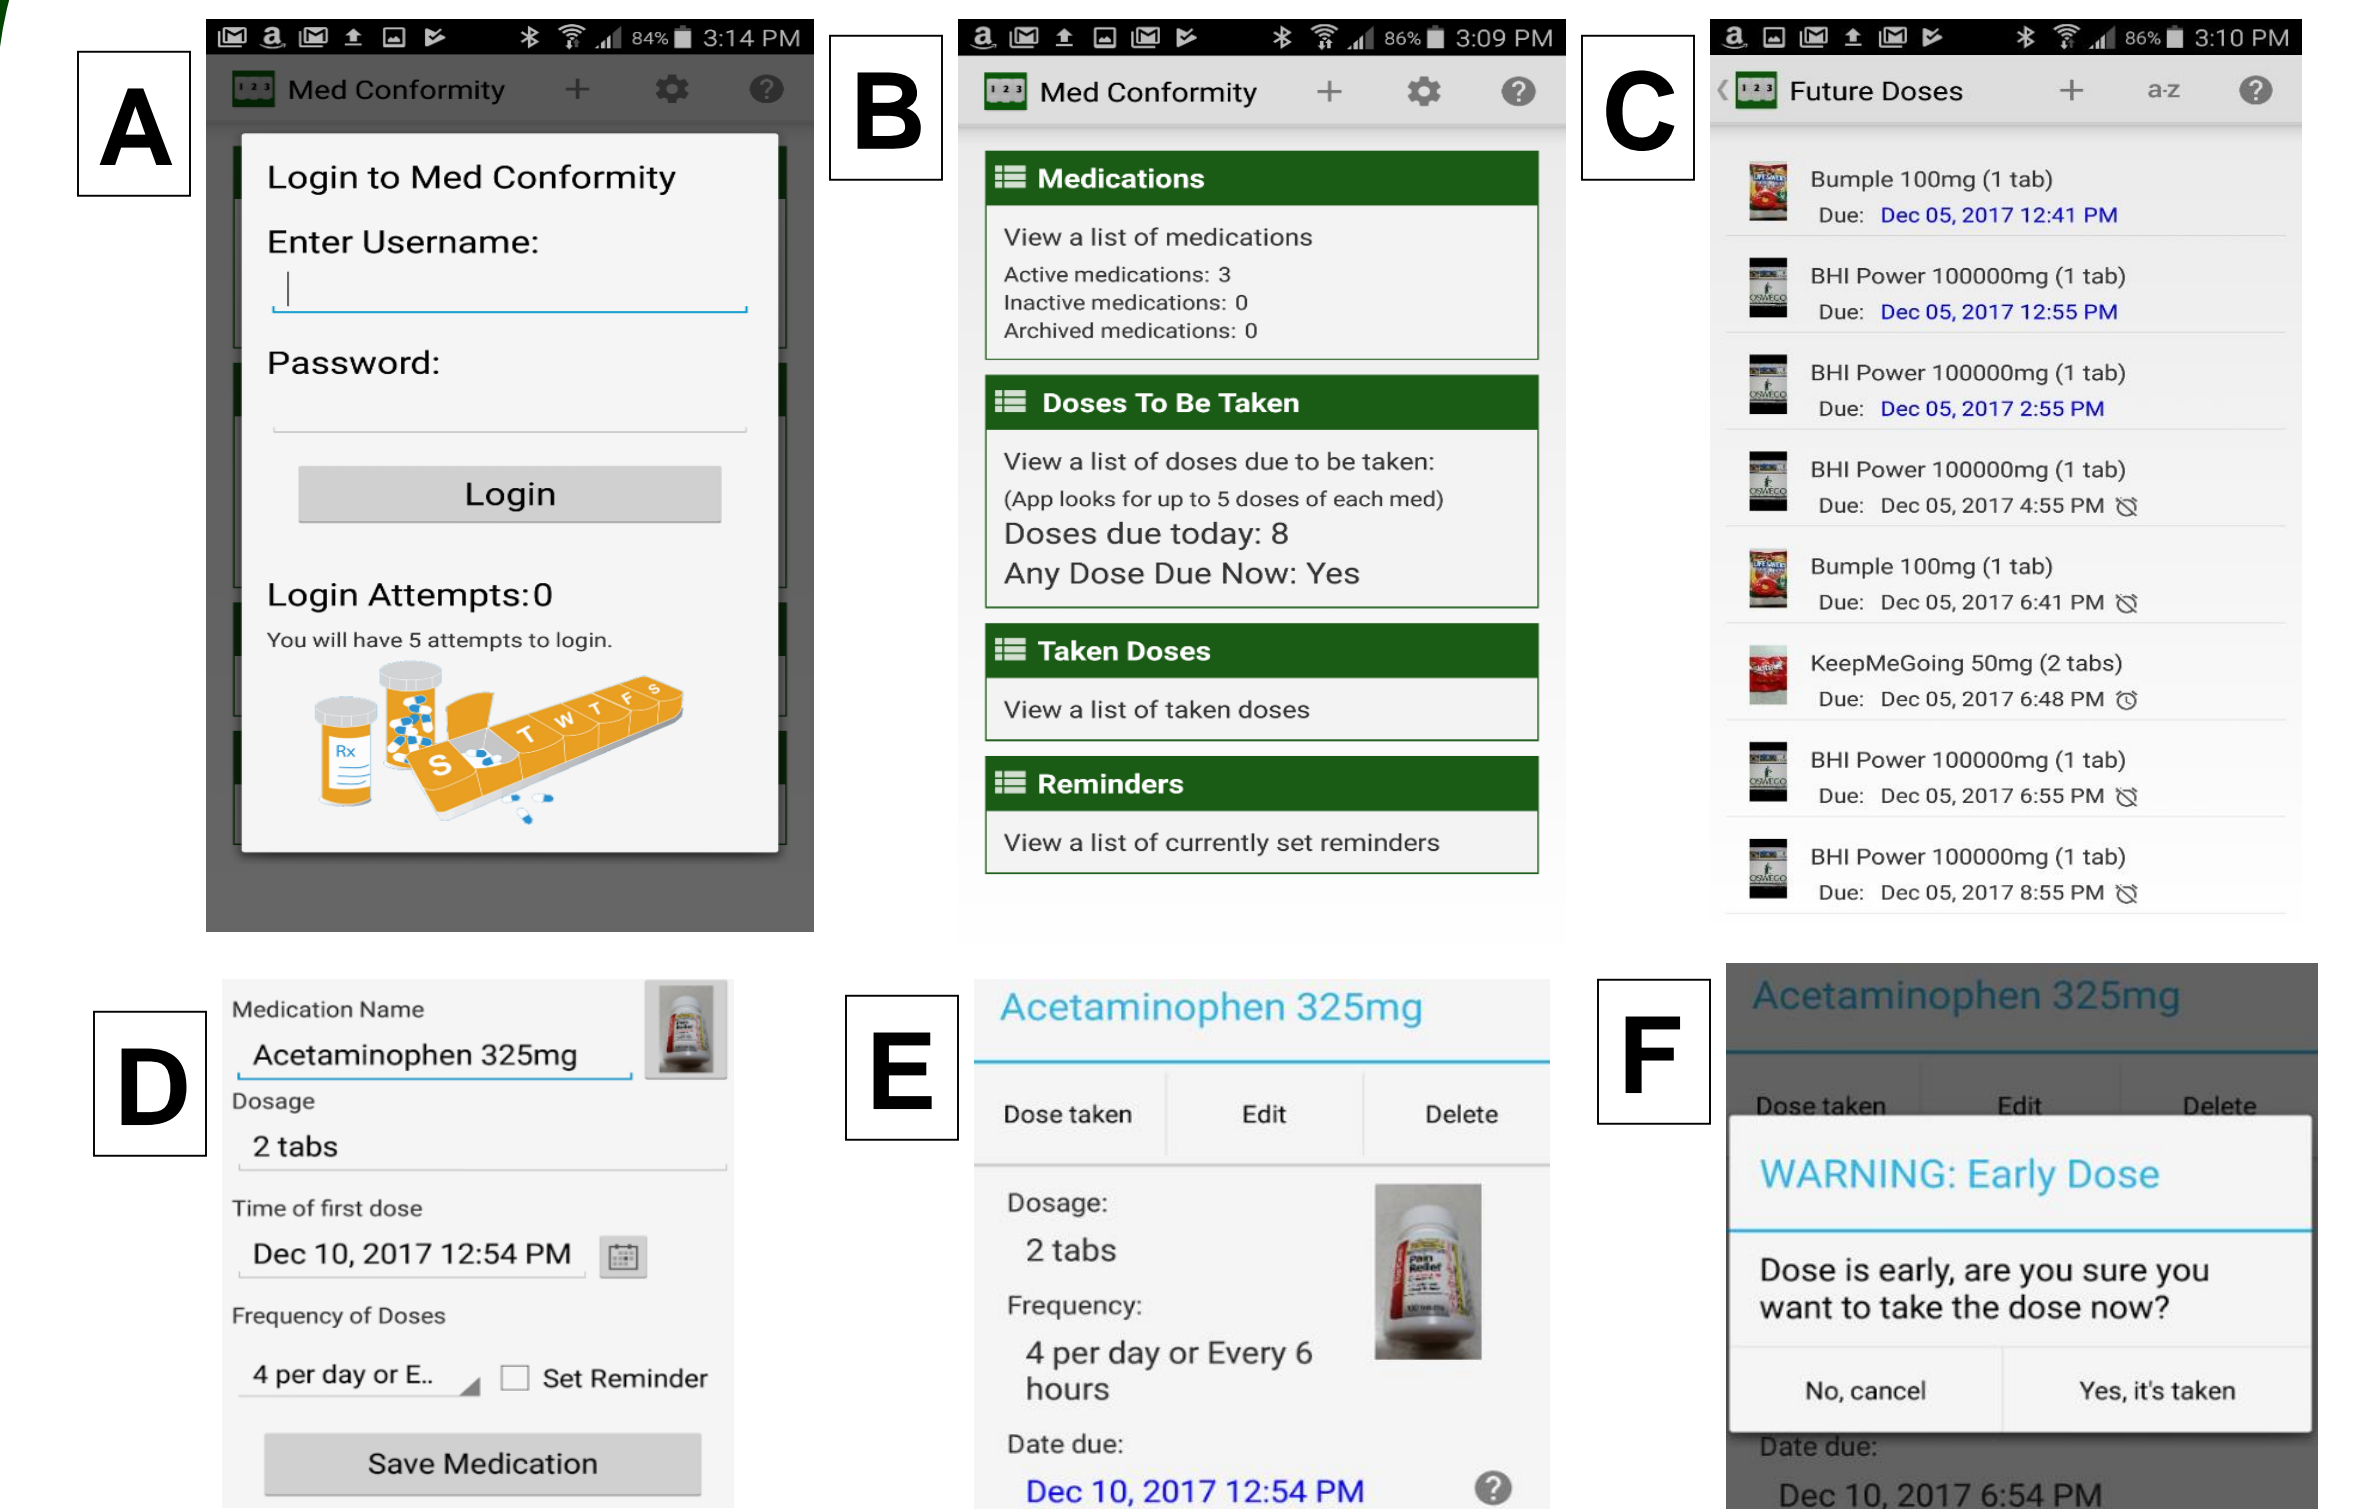 A
84% 3:14 PM
1 2 3 Med Conformity
Login to Med Conformity
Enter Username:
Password:
Login
Login Attempts:0
You will have 5 attempts to login.
Rx
S T W T F S
B
86% 3:09 PM
1 2 3 Med Conformity
Medications
View a list of medications
Active medications: 3
Inactive medications: 0
Archived medications: 0
Doses To Be Taken
View a list of doses due to be taken:
(App looks for up to 5 doses of each med)
Doses due today: 8
Any Dose Due Now: Yes
Taken Doses
View a list of taken doses
Reminders
View a list of currently set reminders
C
86% 3:10 PM
1 2 3 Future Doses a-z
Bumple 100mg (1 tab)
Due: Dec 05, 2017 12:41 PM
BHI Power 100000mg (1 tab)
Due: Dec 05, 2017 12:55 PM
BHI Power 100000mg (1 tab)
Due: Dec 05, 2017 2:55 PM
BHI Power 100000mg (1 tab)
Due: Dec 05, 2017 4:55 PM
Bumple 100mg (1 tab)
Due: Dec 05, 2017 6:41 PM
KeepMeGoing 50mg (2 tabs)
Due: Dec 05, 2017 6:48 PM
BHI Power 100000mg (1 tab)
Due: Dec 05, 2017 6:55 PM
BHI Power 100000mg (1 tab)
Due: Dec 05, 2017 8:55 PM
D
Medication Name
Acetaminophen 325mg
Dosage
2 tabs
Time of first dose
Dec 10, 2017 12:54 PM
Frequency of Doses
4 per day or E.. Set Reminder
Save Medication
E
Acetaminophen 325mg
Dose taken Edit Delete
Dosage:
2 tabs
Pain
Relief
Frequency:
4 per day or Every 6
hours
Date due:
Dec 10, 2017 12:54 PM
F
Acetaminophen 325mg
Dose taken Edit Delete
WARNING: Early Dose
Dose is early, are you sure you
want to take the dose now?
No, cancel Yes, it's taken
Date due:
Dec 10, 2017 6:54 PM